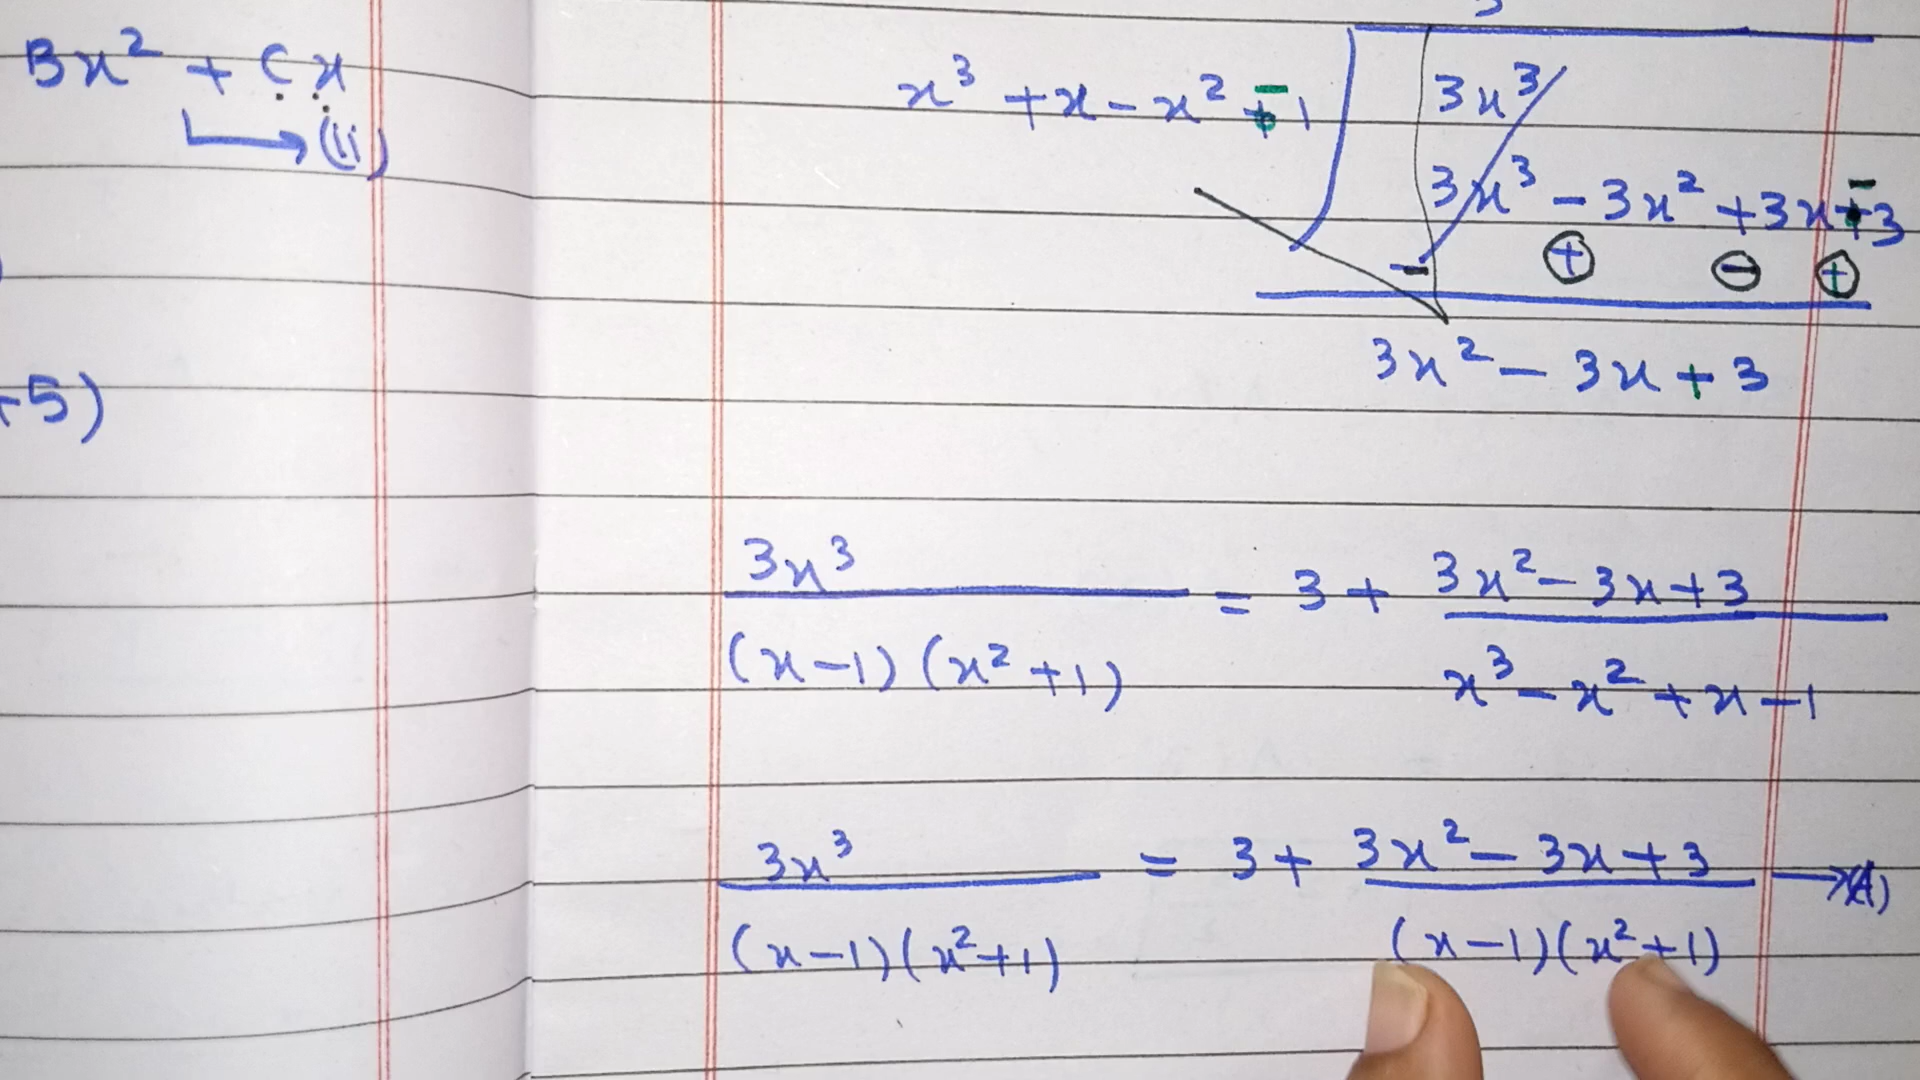 Bx² + Cx
(ii)
+5)
x³ + x - x² - 1
3x³
3x³ - 3x² + 3x - 3
- + - +
3x² - 3x + 3
3x³ / (x-1)(x²+1) = 3 + 3x² - 3x + 3 / x³ - x² + x - 1
3x³ / (x-1)(x²+1) = 3 + 3x² - 3x + 3 / (x-1)(x²+1) → (A)